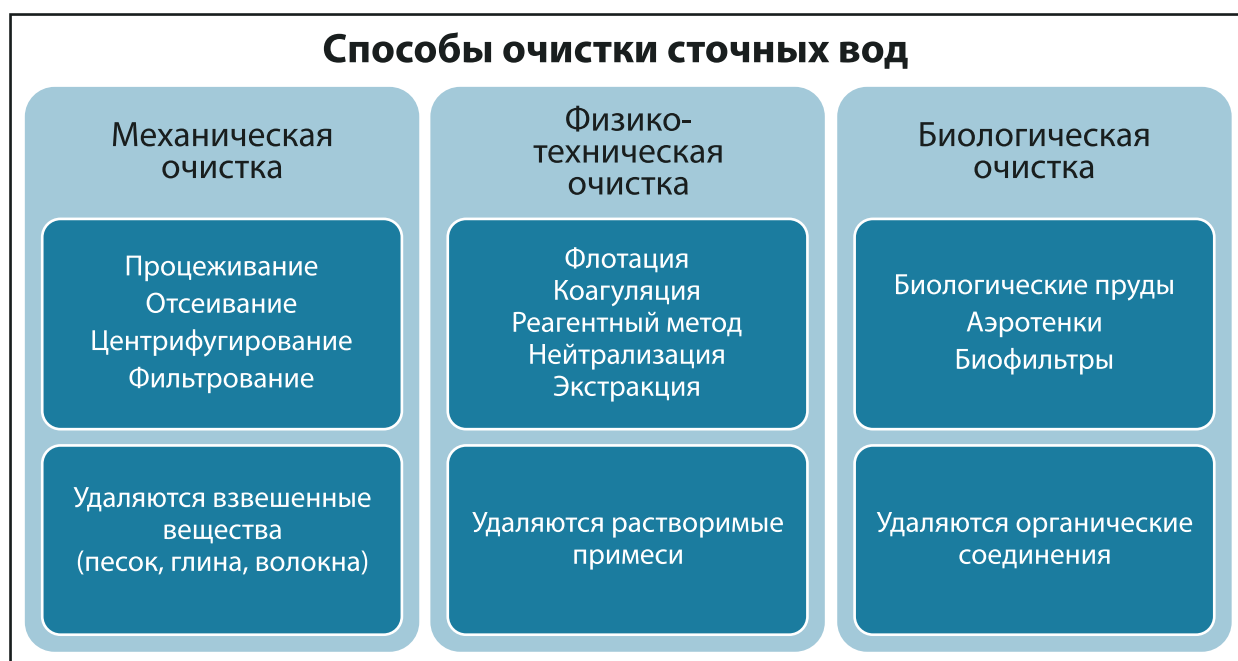 Способы очистки сточных вод
Механическая
очистка
Процеживание
Отсеивание
Центрифугирование
Фильтрование
Удаляются взвешенные
вещества
(песок, глина, волокна)
Физико-
техническая
очистка
Флотация
Коагуляция
Реагентный метод
Нейтрализация
Экстракция
Удаляются растворимые
примеси
Биологическая
очистка
Биологические пруды
Аэротенки
Биофильтры
Удаляются органические
соединения